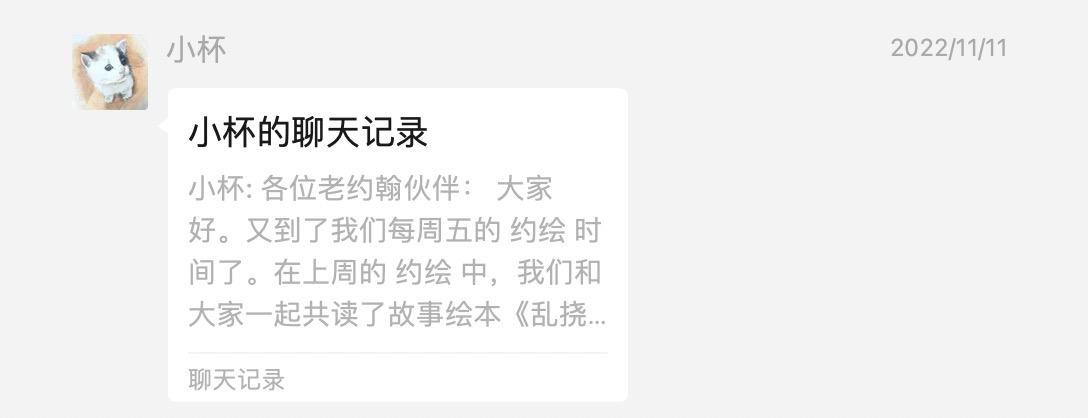 小杯
2022/11/11
小杯的聊天记录
小杯: 各位老约翰伙伴： 大家
好。又到了我们每周五的 约绘 时
间了。在上周的 约绘 中，我们和
大家一起共读了故事绘本《乱挠...
聊天记录